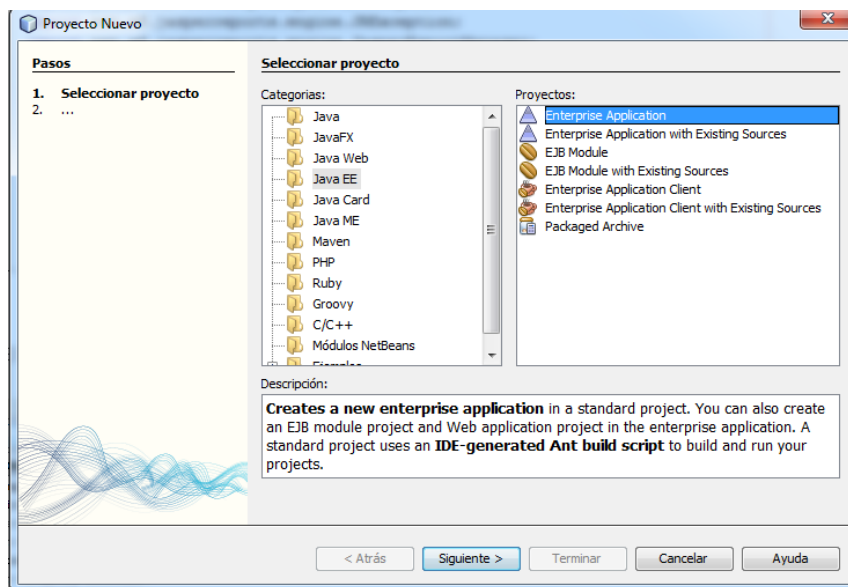 Proyecto Nuevo
Pasos
1. Seleccionar proyecto
2. ...
Seleccionar proyecto
Categorias:
Java
JavaFX
Java Web
Java EE
Java Card
Java ME
Maven
PHP
Ruby
Groovy
C/C++
Módulos NetBeans
Proyectos:
Enterprise Application
Enterprise Application with Existing Sources
EJB Module
EJB Module with Existing Sources
Enterprise Application Client
Enterprise Application Client with Existing Sources
Packaged Archive
Descripción:
Creates a new enterprise application in a standard project. You can also create
an EJB module project and Web application project in the enterprise application. A
standard project uses an IDE-generated Ant build script to build and run your
projects.
< Atrás
Siguiente >
Terminar
Cancelar
Ayuda